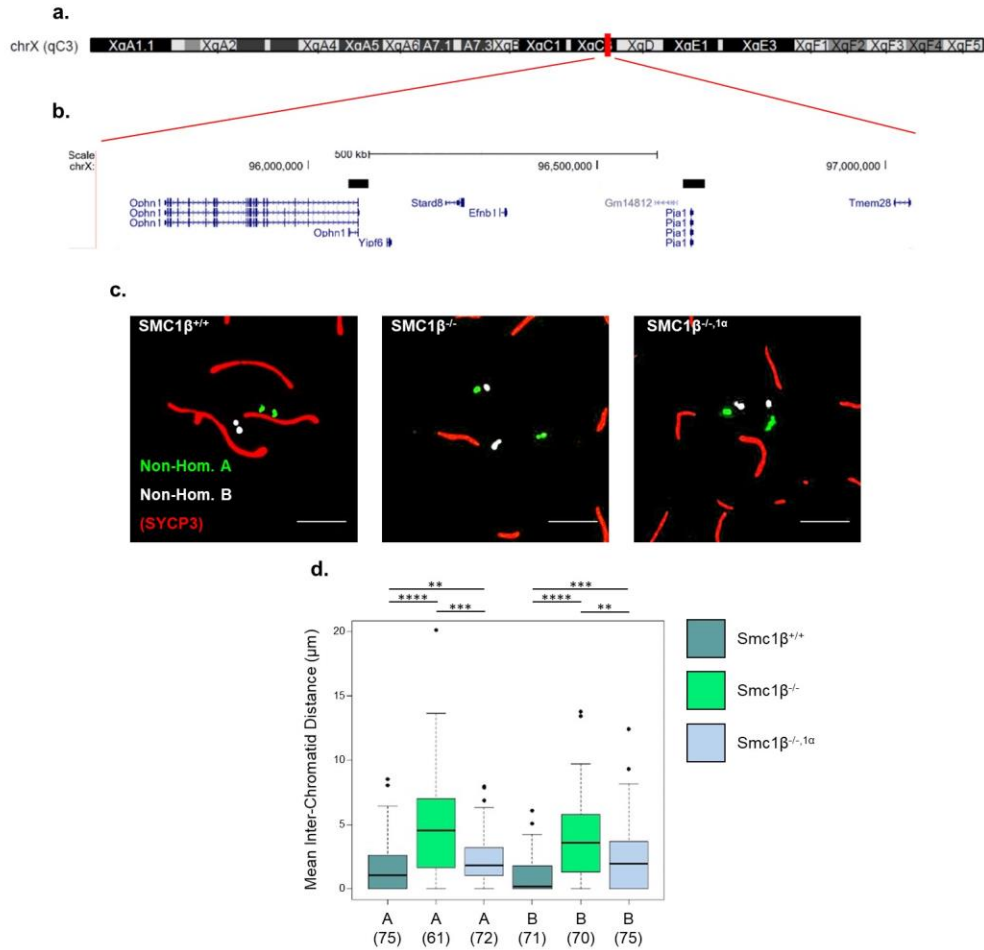 a.
chrX (qC3) XqA1.1 XqA2 XqA4 XqA5 XqA6 A7.1 A7.3 XqC1 XqD XqE1 XqE3 XqF1 XqF2 XqF3 XqF4 XqF5
b.
Scale 500 kb
chrX: 96,000,000 96,500,000 97,000,000
Ophn1 Stard8 Gm14812 Tmem28
Ophn1 Efnb1 Pja1
Ophn1 Pja1
Ophn1 Pja1
Yipf6 Pja1
c.
SMC1β+/+ SMC1β-/- SMC1β-/-,1α
Non-Hom. A
Non-Hom. B
(SYCP3)
d.
** ***
**** *** **** **
Mean Inter-Chromatid Distance (μm)
20
15
10
5
0
A A A B B B
(75) (61) (72) (71) (70) (75)
Smc1β+/+
Smc1β-/-
Smc1β-/-,1α